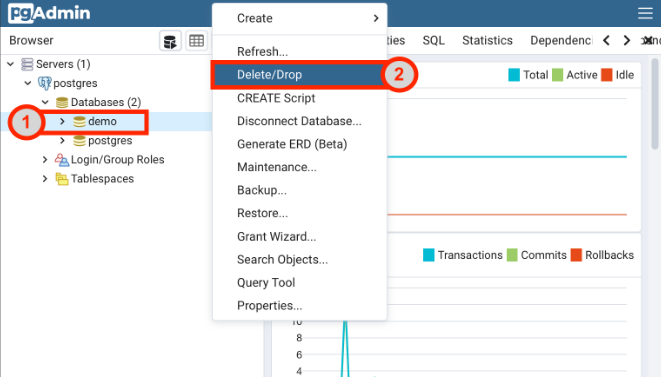 pgAdmin
Browser
ties SQL Statistics Dependenci
Servers (1)
postgres
Databases (2)
1
demo
postgres
Login/Group Roles
Tablespaces
Create
Refresh...
Delete/Drop
2
CREATE Script
Disconnect Database...
Generate ERD (Beta)
Maintenance...
Backup...
Restore...
Grant Wizard...
Search Objects...
Query Tool
Properties...
Total Active Idle
Transactions Commits Rollbacks
10
8
6
4